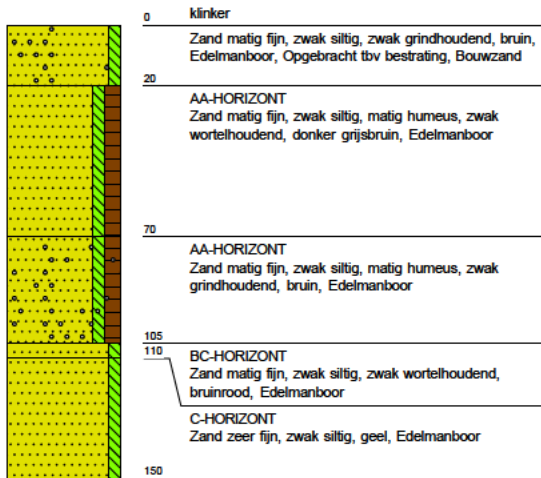 0
klinker
Zand matig fijn, zwak siltig, zwak grindhoudend, bruin,
Edelmanboor, Opgebracht tbv bestrating, Bouwzand
20
AA-HORIZONT
Zand matig fijn, zwak siltig, matig humeus, zwak
wortelhoudend, donker grijsbruin, Edelmanboor
70
AA-HORIZONT
Zand matig fijn, zwak siltig, matig humeus, zwak
grindhoudend, bruin, Edelmanboor
105
110
BC-HORIZONT
Zand matig fijn, zwak siltig, zwak wortelhoudend,
bruinrood, Edelmanboor
C-HORIZONT
Zand zeer fijn, zwak siltig, geel, Edelmanboor
150